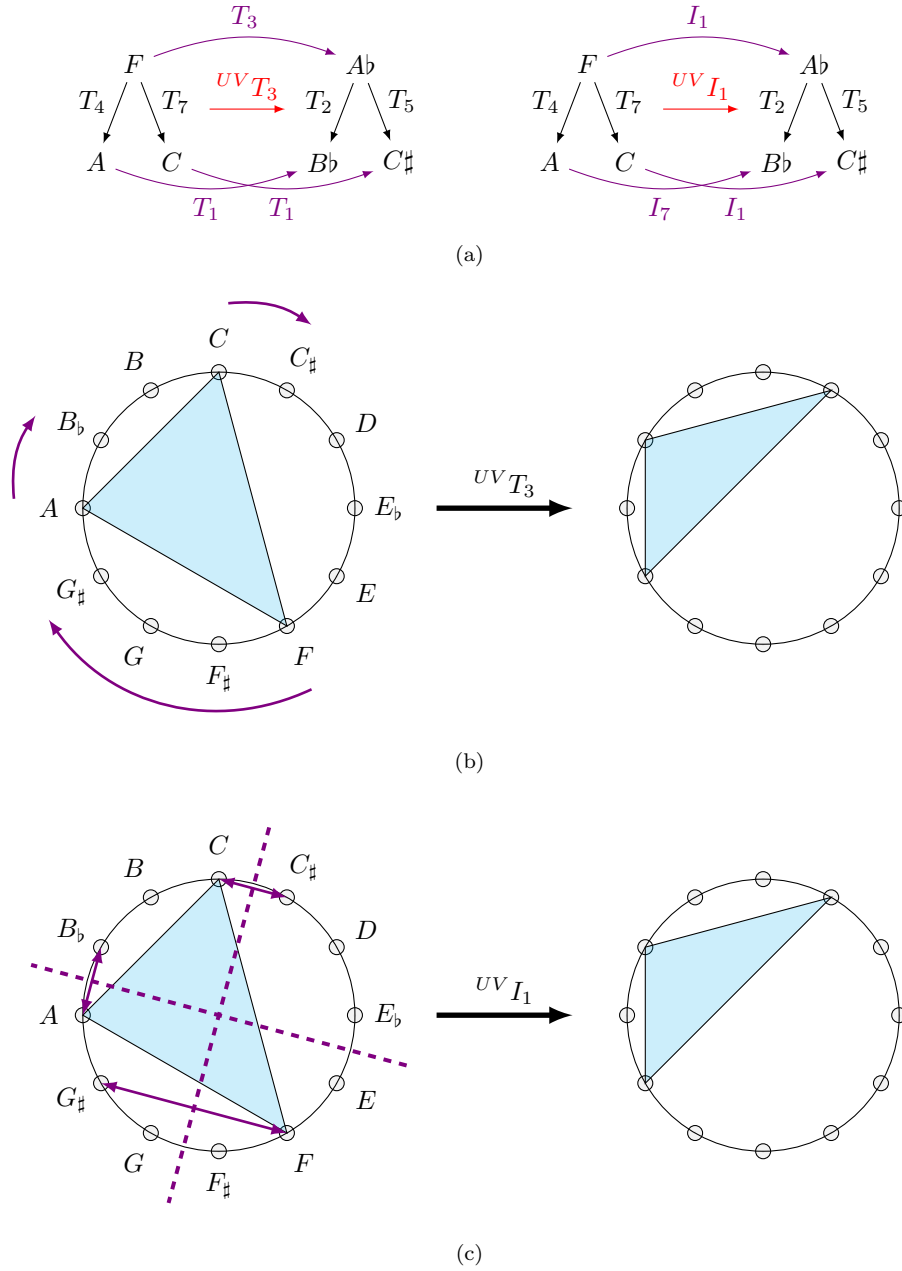 T₃ I₁
F A♭ F A♭
T₄ T₇ ᵁⱽT₃ T₂ T₅ T₄ T₇ ᵁⱽI₁ T₂ T₅
A C B♭ C♯ A C B♭ C♯
T₁ T₁ I₇ I₁
(a)
C
B C♯
B♭ D
A E♭ ᵁⱽT₃
G♯ E
G F
F♯
(b)
C
B C♯
B♭ D
A E♭ ᵁⱽI₁
G♯ E
G F
F♯
(c)